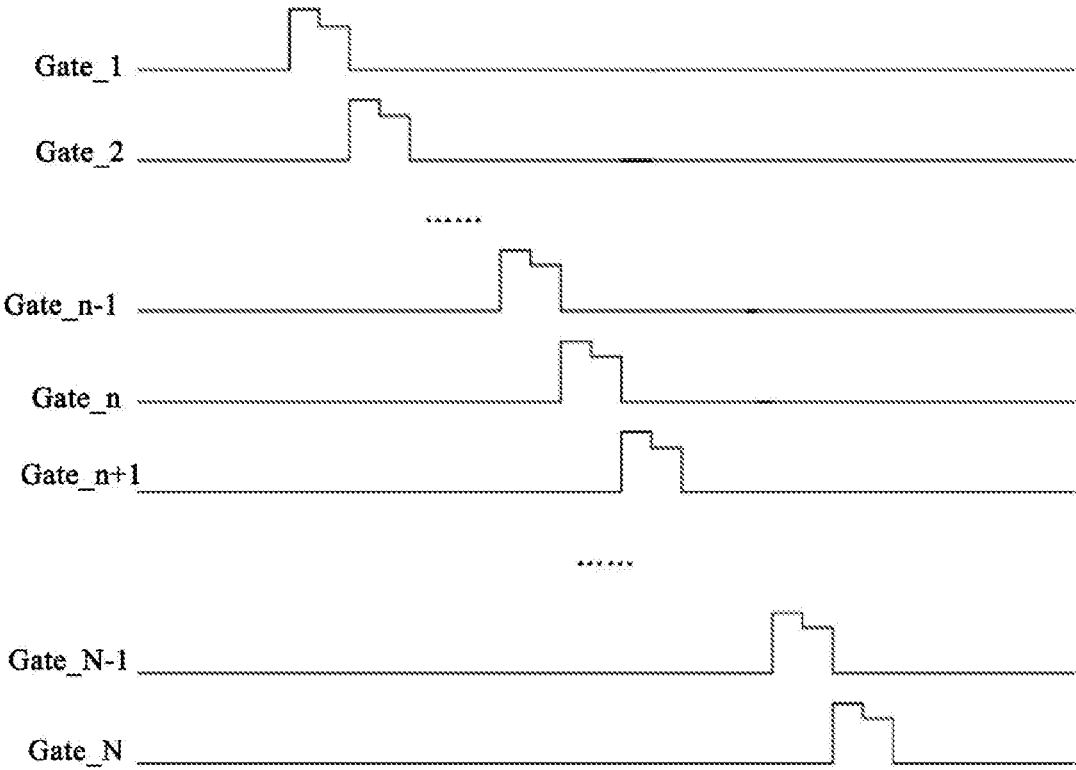 Gate_1
Gate_2
......
Gate_n-1
Gate_n
Gate_n+1
......
Gate_N-1
Gate_N